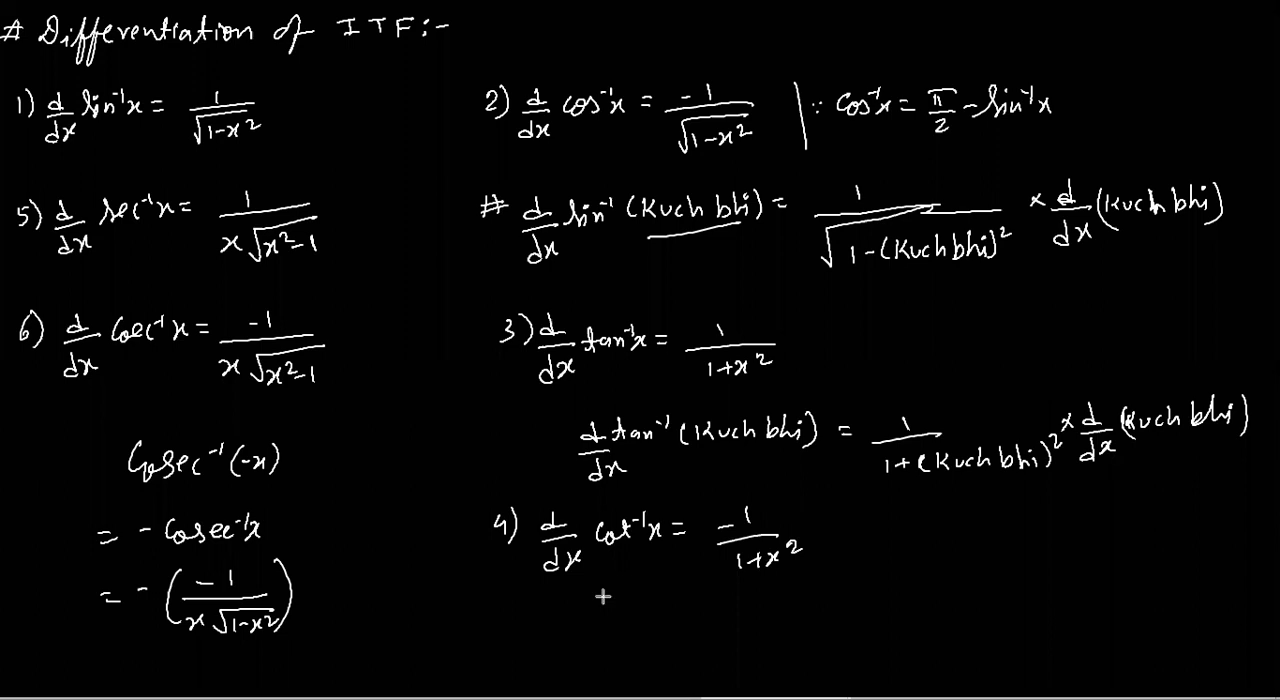 # Differentiation of ITF:-
1) d/dx sin⁻¹x = 1/√(1-x²)
2) d/dx cos⁻¹x = -1/√(1-x²) | ∵ cos⁻¹x = π/2 - sin⁻¹x
5) d/dx sec⁻¹x = 1/(x√(x²-1))
# d/dx sin⁻¹(Kuch bhi) = 1/√(1-(Kuch bhi)²) × d/dx (Kuch bhi)
6) d/dx Cosec⁻¹x = -1/(x√(x²-1))
3) d/dx tan⁻¹x = 1/(1+x²)
d/dx tan⁻¹(Kuch bhi) = 1/(1+(Kuch bhi)²) × d/dx (Kuch bhi)
Cosec⁻¹(-x)
= -Cosec⁻¹x
= -(-1/(x√(1-x²)))
4) d/dx cot⁻¹x = -1/(1+x²)